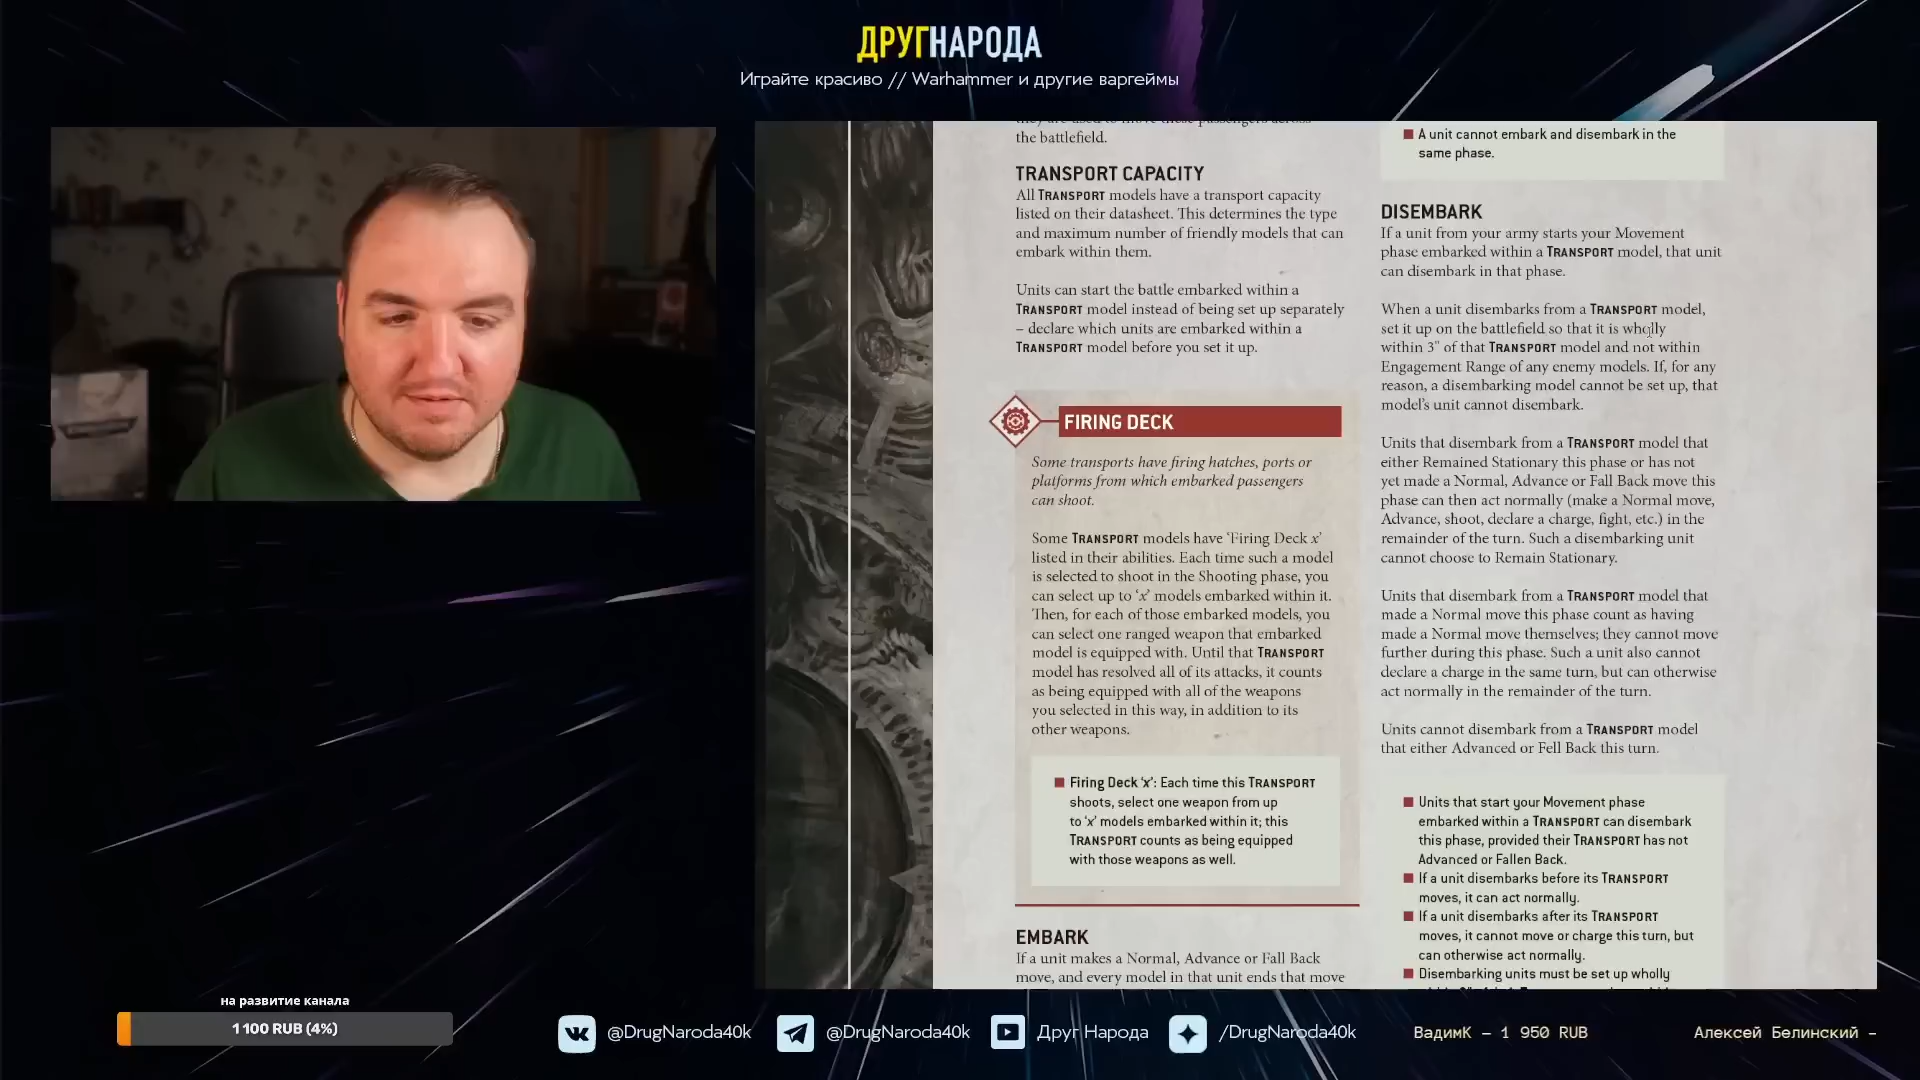 ДРУГНАРОДА
Играйте красиво // Warhammer и другие варгеймы
the battlefield.
TRANSPORT CAPACITY
All TRANSPORT models have a transport capacity
listed on their datasheet. This determines the type
and maximum number of friendly models that can
embark within them.
Units can start the battle embarked within a
TRANSPORT model instead of being set up separately
– declare which units are embarked within a
TRANSPORT model before you set it up.
FIRING DECK
Some transports have firing hatches, ports or
platforms from which embarked passengers
can shoot.
Some TRANSPORT models have ‘Firing Deck x’
listed in their abilities. Each time such a model
is selected to shoot in the Shooting phase, you
can select up to ‘x’ models embarked within it.
Then, for each of those embarked models, you
can select one ranged weapon that embarked
model is equipped with. Until that TRANSPORT
model has resolved all of its attacks, it counts
as being equipped with all of the weapons
you selected in this way, in addition to its
other weapons.
■ Firing Deck ‘x’: Each time this TRANSPORT
shoots, select one weapon from up
to ‘x’ models embarked within it; this
TRANSPORT counts as being equipped
with those weapons as well.
EMBARK
If a unit makes a Normal, Advance or Fall Back
move, and every model in that unit ends that move
■ A unit cannot embark and disembark in the
same phase.
DISEMBARK
If a unit from your army starts your Movement
phase embarked within a TRANSPORT model, that unit
can disembark in that phase.
When a unit disembarks from a TRANSPORT model,
set it up on the battlefield so that it is wholly
within 3" of that TRANSPORT model and not within
Engagement Range of any enemy models. If, for any
reason, a disembarking model cannot be set up, that
model’s unit cannot disembark.
Units that disembark from a TRANSPORT model that
either Remained Stationary this phase or has not
yet made a Normal, Advance or Fall Back move this
phase can then act normally (make a Normal move,
Advance, shoot, declare a charge, fight, etc.) in the
remainder of the turn. Such a disembarking unit
cannot choose to Remain Stationary.
Units that disembark from a TRANSPORT model that
made a Normal move this phase count as having
made a Normal move themselves; they cannot move
further during this phase. Such a unit also cannot
declare a charge in the same turn, but can otherwise
act normally in the remainder of the turn.
Units cannot disembark from a TRANSPORT model
that either Advanced or Fell Back this turn.
■ Units that start your Movement phase
embarked within a TRANSPORT can disembark
this phase, provided their TRANSPORT has not
Advanced or Fallen Back.
■ If a unit disembarks before its TRANSPORT
moves, it can act normally.
■ If a unit disembarks after its TRANSPORT
moves, it cannot move or charge this turn, but
can otherwise act normally.
■ Disembarking units must be set up wholly
на развитие канала
1 100 RUB (4%)
@DrugNaroda40k
@DrugNaroda40k
Друг Народа
/DrugNaroda40k
ВадимК – 1 950 RUB
Алексей Белинский –